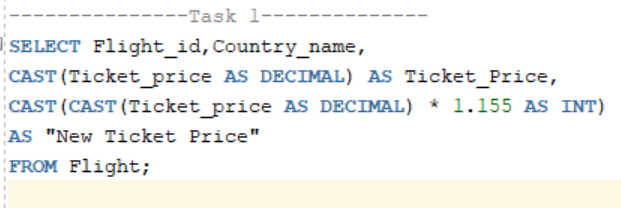 ---------------Task 1--------------
SELECT Flight_id,Country_name,
CAST(Ticket_price AS DECIMAL) AS Ticket_Price,
CAST(CAST(Ticket_price AS DECIMAL) * 1.155 AS INT)
AS "New Ticket Price"
FROM Flight;